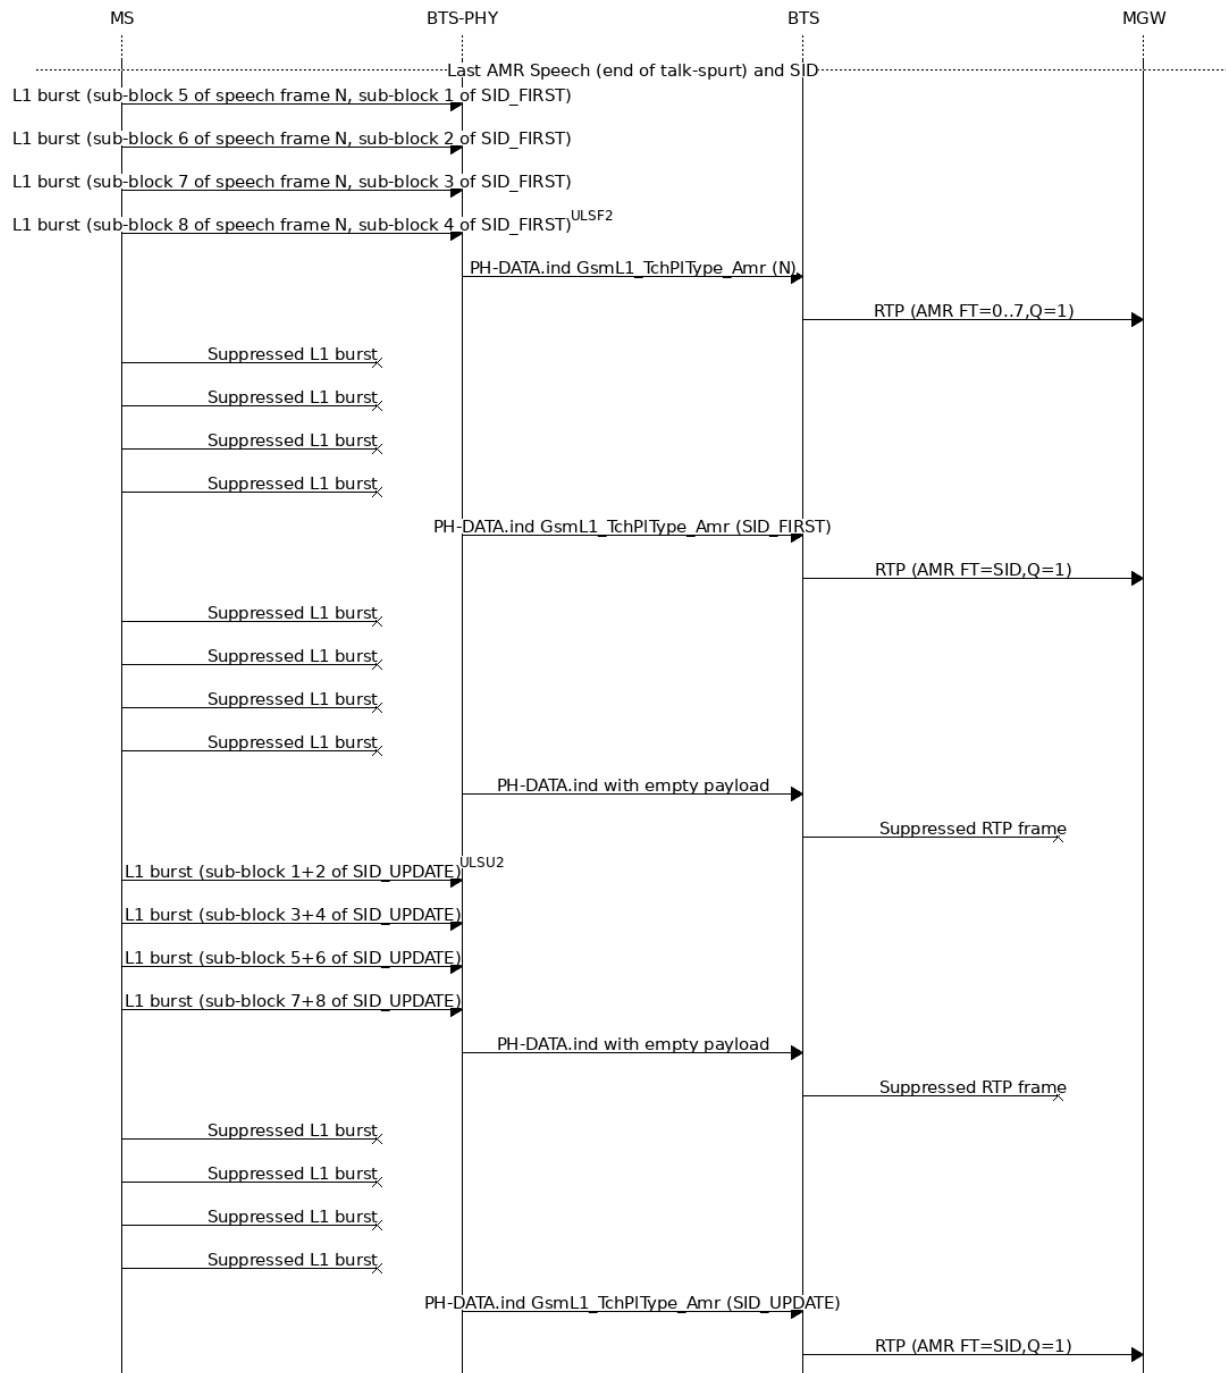 MS BTS-PHY BTS MGW
Last AMR Speech (end of talk-spurt) and SID
L1 burst (sub-block 5 of speech frame N, sub-block 1 of SID_FIRST)
L1 burst (sub-block 6 of speech frame N, sub-block 2 of SID_FIRST)
L1 burst (sub-block 7 of speech frame N, sub-block 3 of SID_FIRST)
L1 burst (sub-block 8 of speech frame N, sub-block 4 of SID_FIRST) ULSF2
PH-DATA.ind GsmL1_TchPlType_Amr (N)
RTP (AMR FT=0..7,Q=1)
Suppressed L1 burst
Suppressed L1 burst
Suppressed L1 burst
Suppressed L1 burst
PH-DATA.ind GsmL1_TchPlType_Amr (SID_FIRST)
RTP (AMR FT=SID,Q=1)
Suppressed L1 burst
Suppressed L1 burst
Suppressed L1 burst
Suppressed L1 burst
PH-DATA.ind with empty payload
Suppressed RTP frame
L1 burst (sub-block 1+2 of SID_UPDATE) ULSU2
L1 burst (sub-block 3+4 of SID_UPDATE)
L1 burst (sub-block 5+6 of SID_UPDATE)
L1 burst (sub-block 7+8 of SID_UPDATE)
PH-DATA.ind with empty payload
Suppressed RTP frame
Suppressed L1 burst
Suppressed L1 burst
Suppressed L1 burst
Suppressed L1 burst
PH-DATA.ind GsmL1_TchPlType_Amr (SID_UPDATE)
RTP (AMR FT=SID,Q=1)